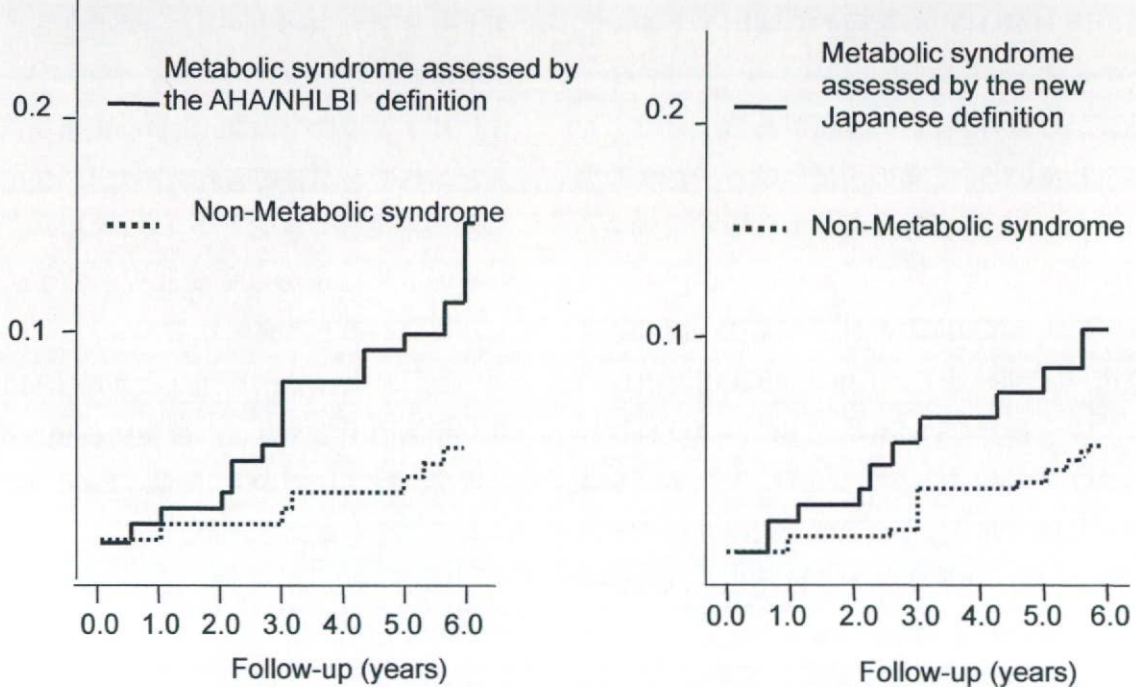 Metabolic syndrome assessed by
the AHA/NHLBI definition
0.2
Non-Metabolic syndrome
0.1
0.0 1.0 2.0 3.0 4.0 5.0 6.0
Follow-up (years)
Metabolic syndrome
assessed by the new
Japanese definition
0.2
Non-Metabolic syndrome
0.1
0.0 1.0 2.0 3.0 4.0 5.0 6.0
Follow-up (years)